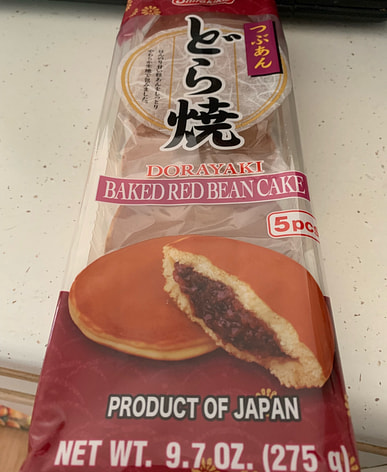 つぶあん
どら焼
DORAYAKI
BAKED RED BEAN CAKE
5pcs
PRODUCT OF JAPAN
NET WT. 9.7 OZ. (275 g)